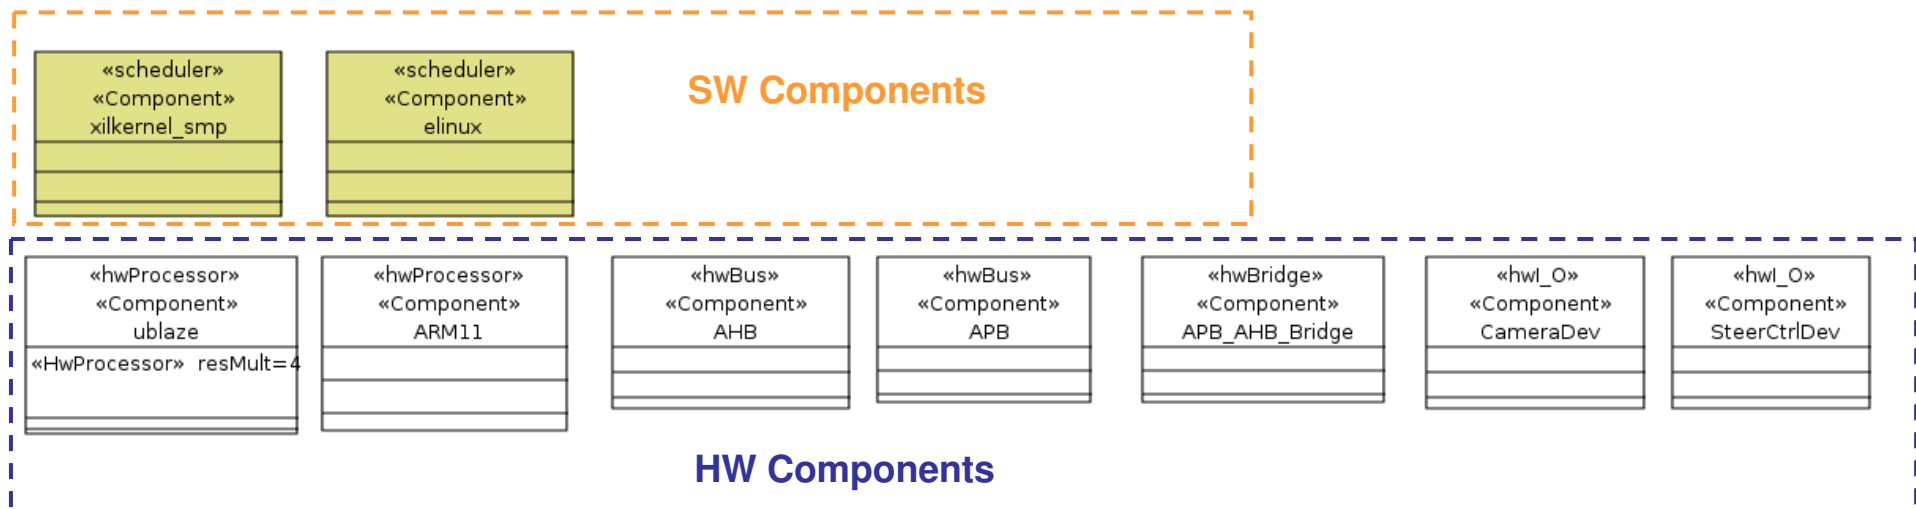 «scheduler»
«Component»
xilkernel_smp
«scheduler»
«Component»
elinux
SW Components
«hwProcessor»
«Component»
ublaze
«HwProcessor» resMult=4
«hwProcessor»
«Component»
ARM11
«hwBus»
«Component»
AHB
«hwBus»
«Component»
APB
«hwBridge»
«Component»
APB_AHB_Bridge
«hwI_O»
«Component»
CameraDev
«hwI_O»
«Component»
SteerCtrlDev
HW Components